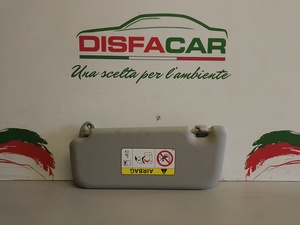 DISFACAR
Una scelta per l'ambiente
AIRBAG